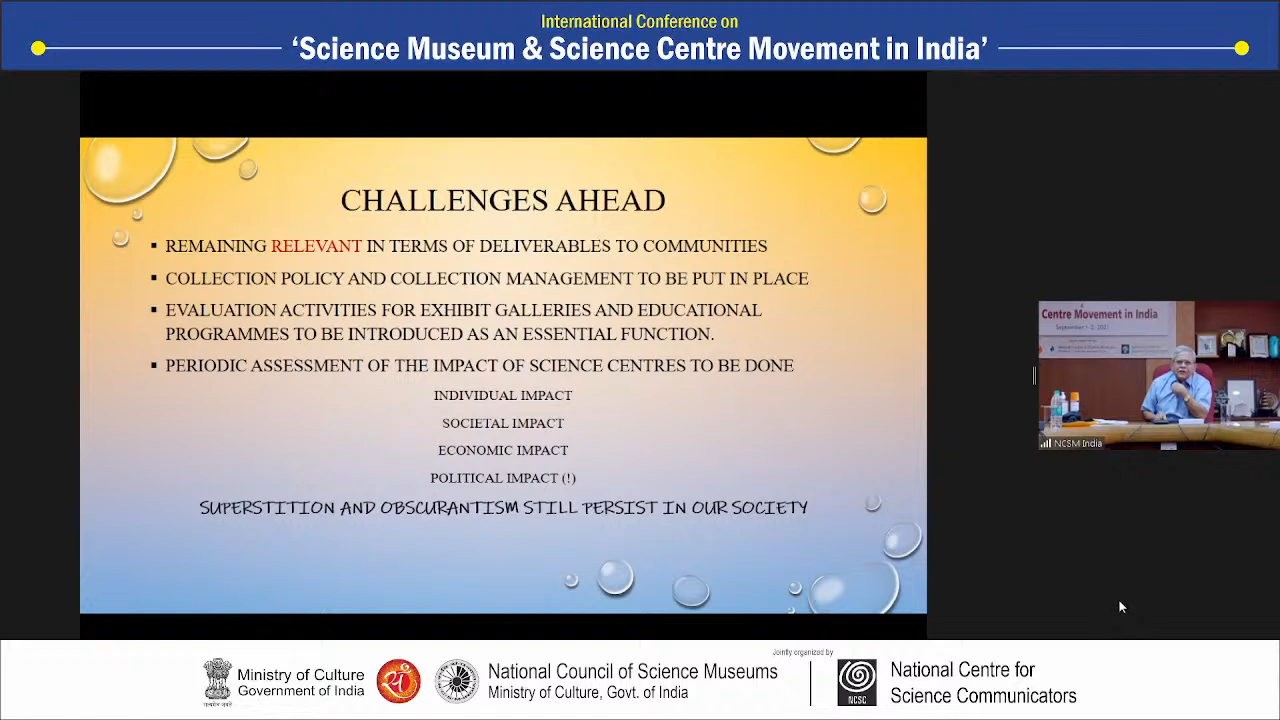 International Conference on
‘Science Museum & Science Centre Movement in India’
CHALLENGES AHEAD
▪ REMAINING RELEVANT IN TERMS OF DELIVERABLES TO COMMUNITIES
▪ COLLECTION POLICY AND COLLECTION MANAGEMENT TO BE PUT IN PLACE
▪ EVALUATION ACTIVITIES FOR EXHIBIT GALLERIES AND EDUCATIONAL
PROGRAMMES TO BE INTRODUCED AS AN ESSENTIAL FUNCTION.
▪ PERIODIC ASSESSMENT OF THE IMPACT OF SCIENCE CENTRES TO BE DONE
INDIVIDUAL IMPACT
SOCIETAL IMPACT
ECONOMIC IMPACT
POLITICAL IMPACT (!)
SUPERSTITION AND OBSCURANTISM STILL PERSIST IN OUR SOCIETY
Centre Movement in India
September 1-2, 2021
NCSM India
Jointly organized by
Ministry of Culture
Government of India
National Council of Science Museums
Ministry of Culture, Govt. of India
NCSC
National Centre for
Science Communicators